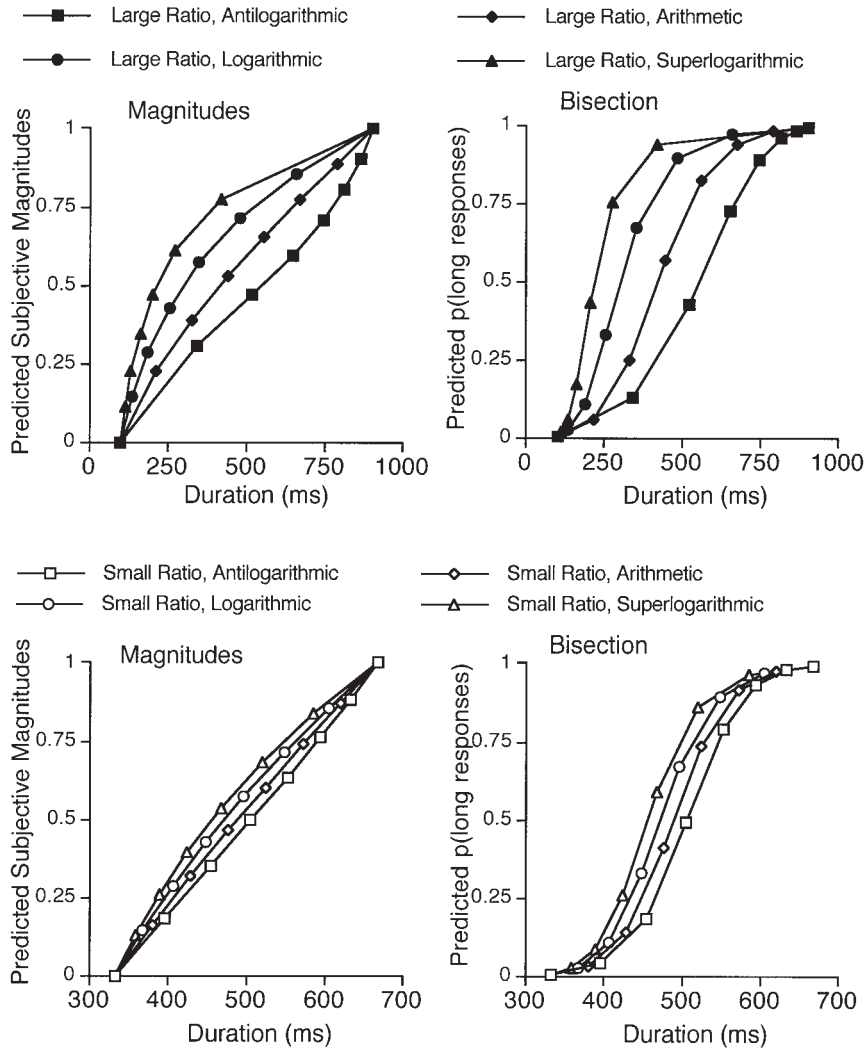 Large Ratio, Antilogarithmic
Large Ratio, Arithmetic
Large Ratio, Logarithmic
Large Ratio, Superlogarithmic
Magnitudes
Predicted Subjective Magnitudes
1
0.75
0.5
0.25
0
0 250 500 750 1000
Duration (ms)
Bisection
Predicted p(long responses)
1
0.75
0.5
0.25
0
0 250 500 750 1000
Duration (ms)
Small Ratio, Antilogarithmic
Small Ratio, Arithmetic
Small Ratio, Logarithmic
Small Ratio, Superlogarithmic
Magnitudes
Predicted Subjective Magnitudes
1
0.75
0.5
0.25
0
300 400 500 600 700
Duration (ms)
Bisection
Predicted p(long responses)
1
0.75
0.5
0.25
0
300 400 500 600 700
Duration (ms)